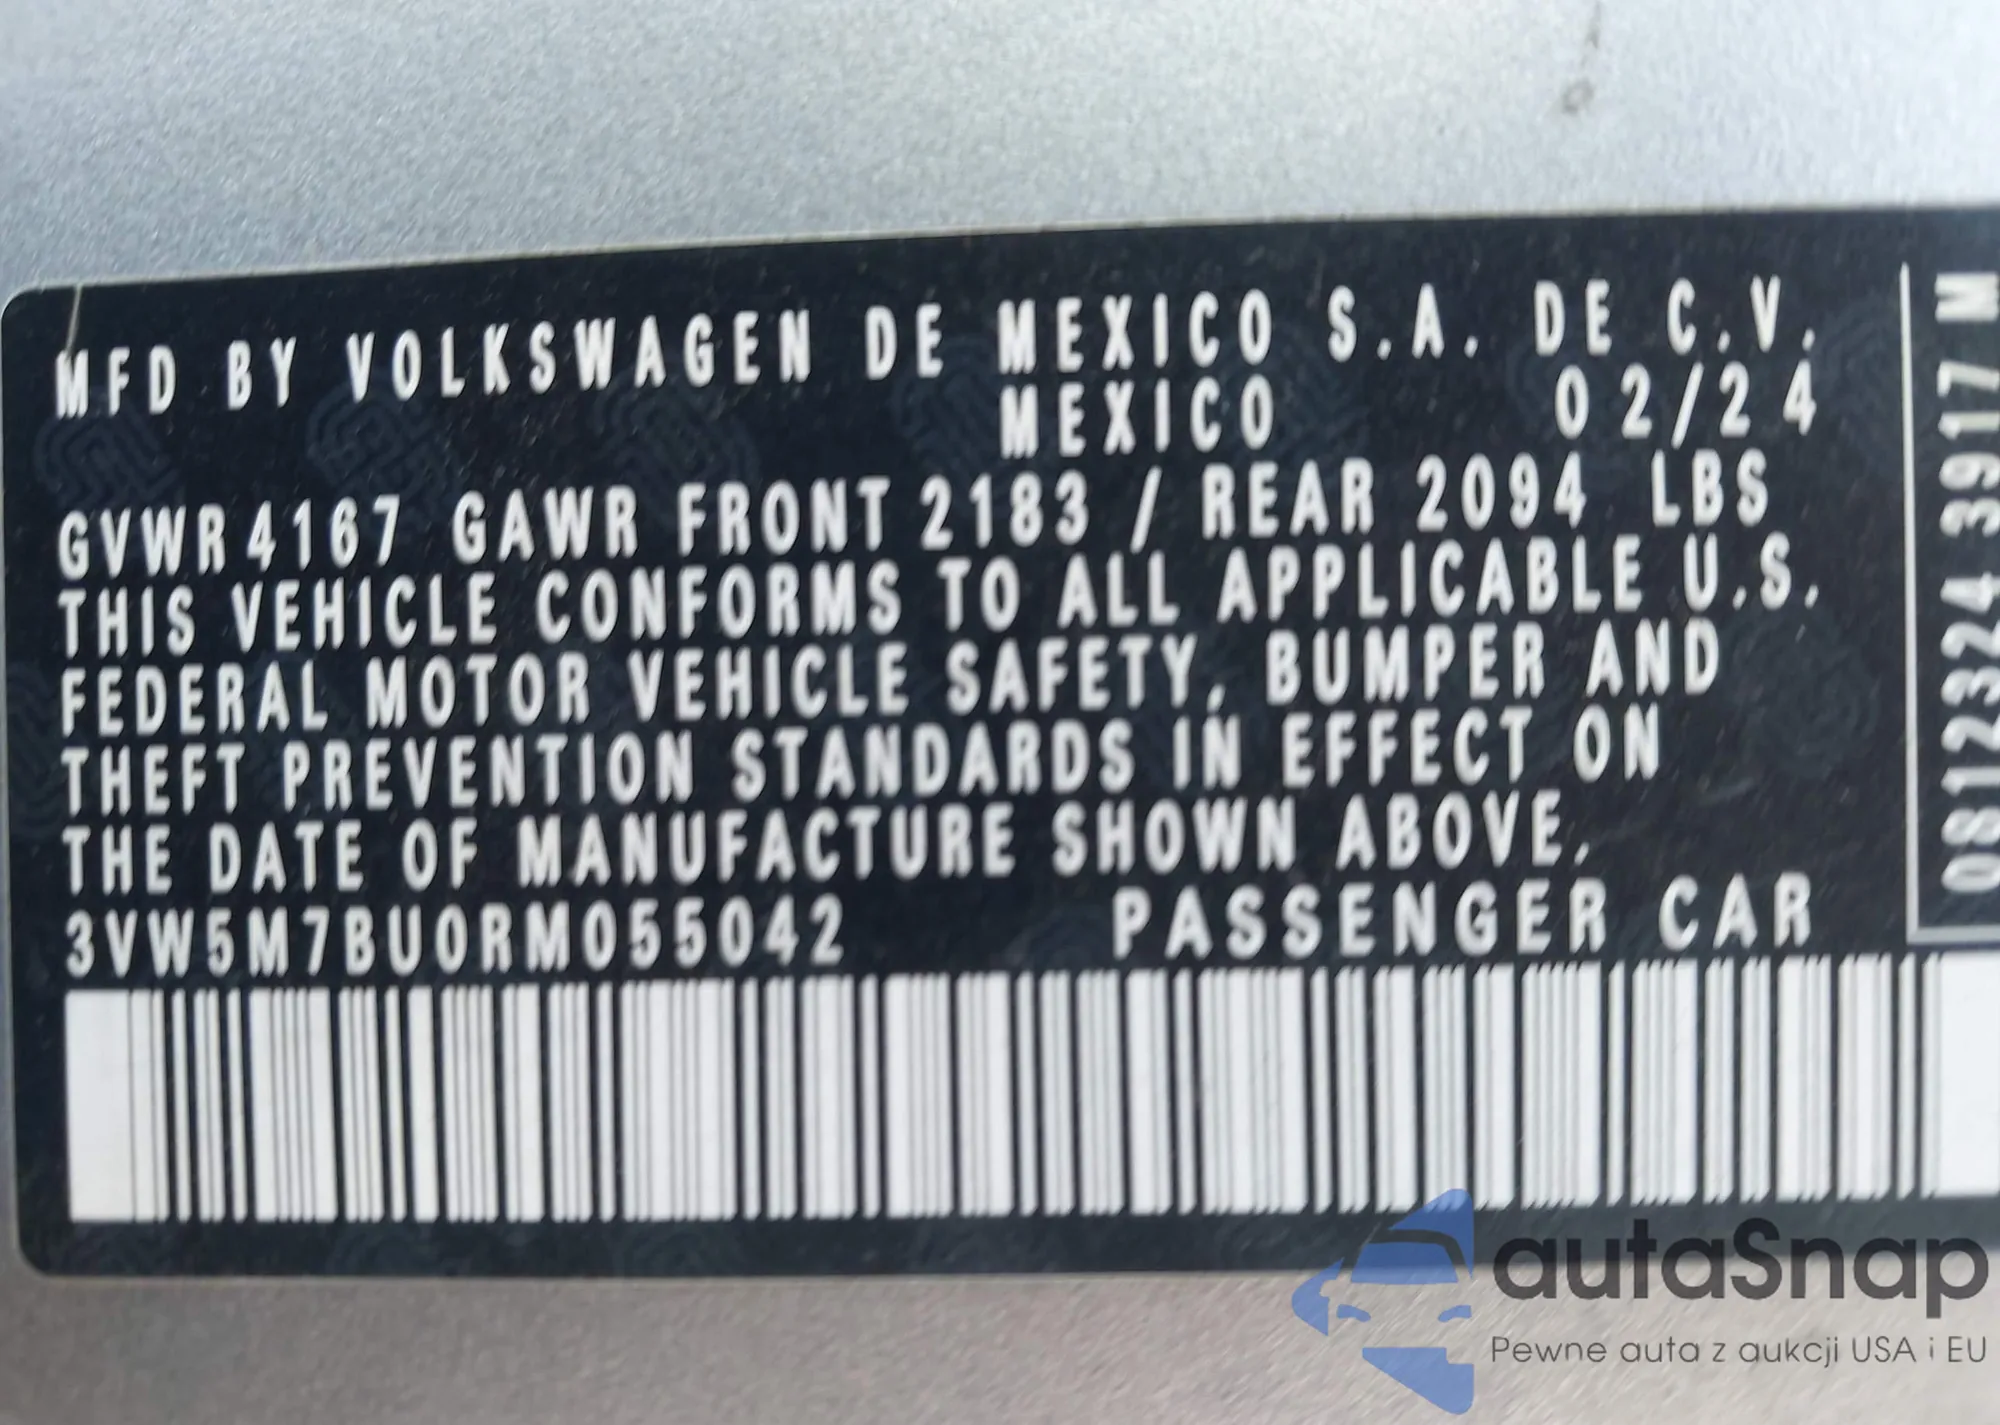 MFD BY VOLKSWAGEN DE MEXICO S.A. DE C.V.
MEXICO 02/24
GVWR 4167 GAWR FRONT 2183 / REAR 2094 LBS
THIS VEHICLE CONFORMS TO ALL APPLICABLE U.S.
FEDERAL MOTOR VEHICLE SAFETY, BUMPER AND
THEFT PREVENTION STANDARDS IN EFFECT ON
THE DATE OF MANUFACTURE SHOWN ABOVE.
3VW5M7BU0RM055042 PASSENGER CAR
0812324 3917 M
autaSnap
Pewne auta z aukcji USA i EU